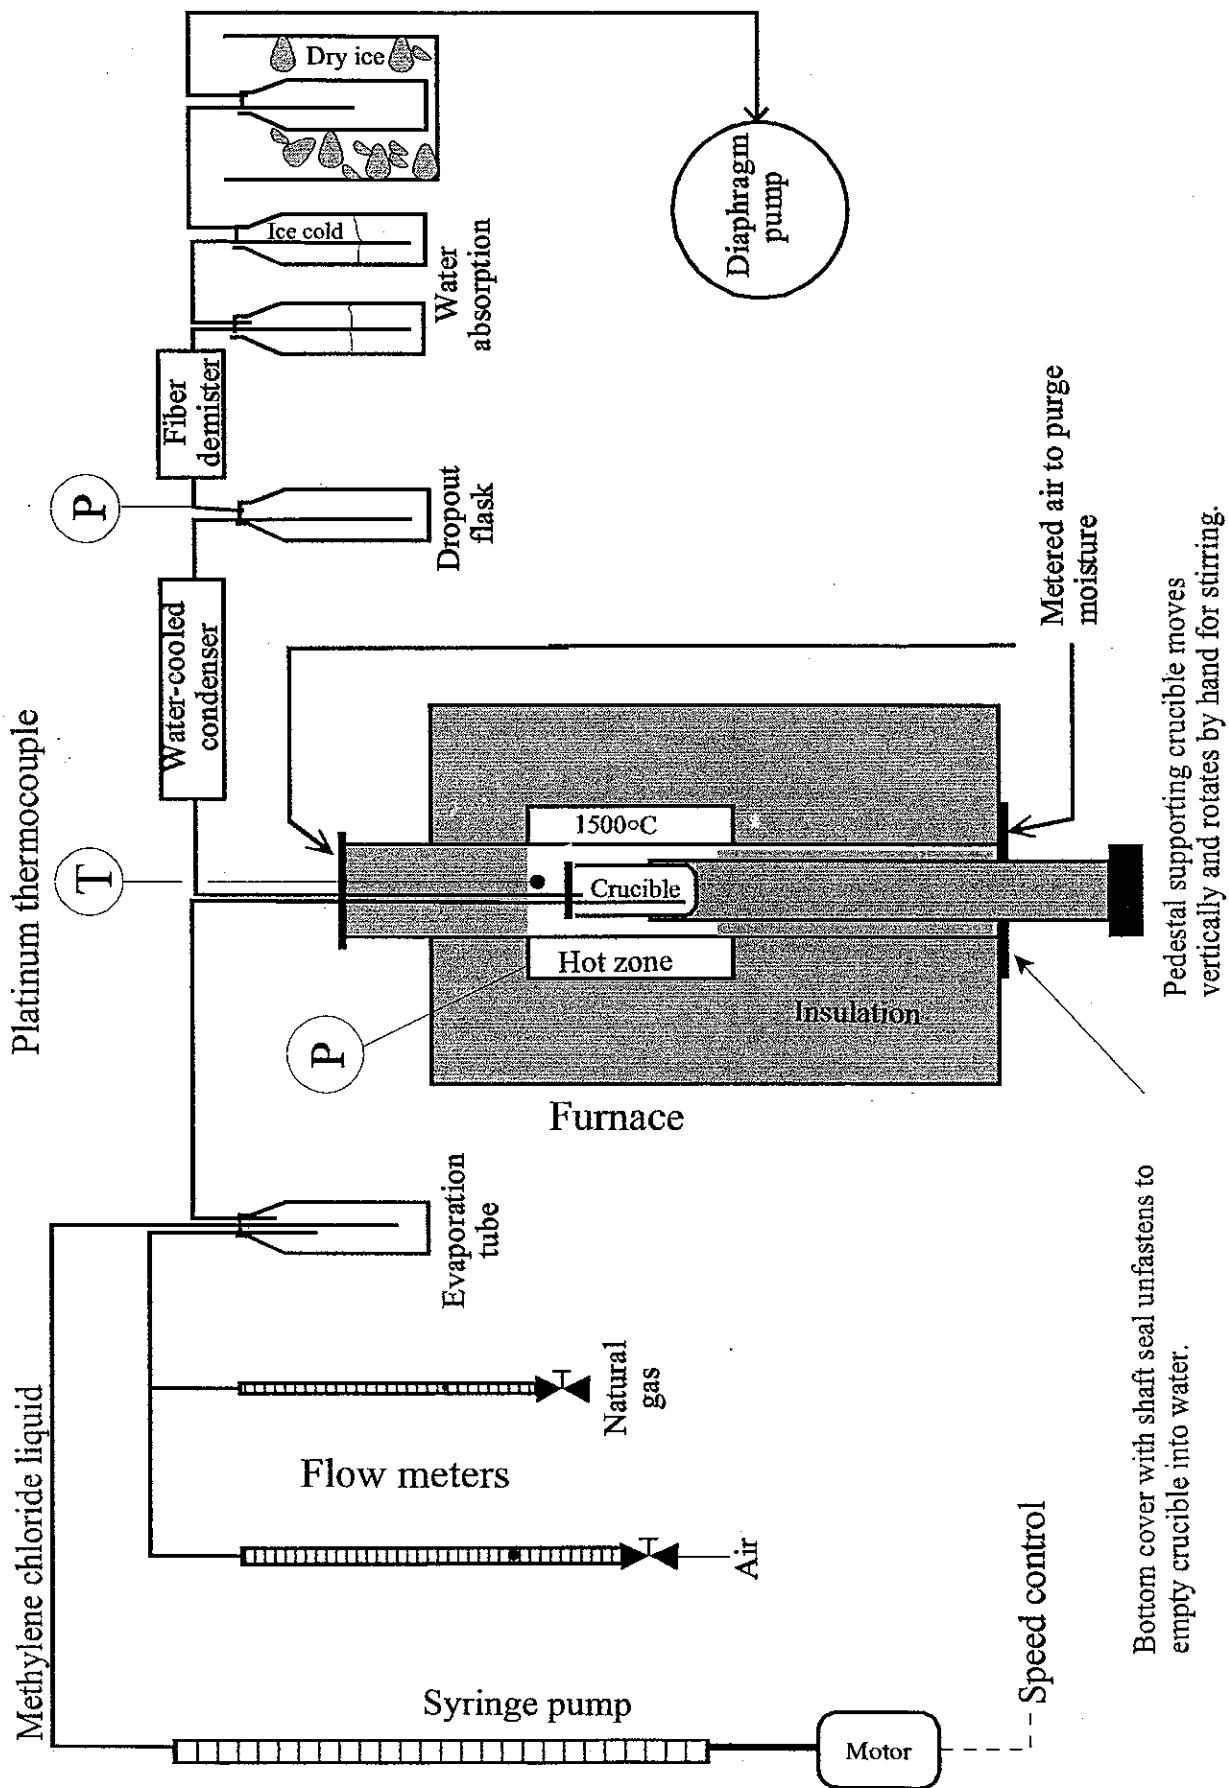 Methylene chloride liquid
Syringe pump
Motor
Speed control
Flow meters
Air
Natural
gas
Evaporation
tube
Platinum thermocouple
T
P
Furnace
Hot zone
1500oC
Crucible
Insulation
Water-cooled
condenser
P
Dropout
flask
Fiber
demister
Water
absorption
Ice cold
Dry ice
Diaphragm
pump
Metered air to purge
moisture
Bottom cover with shaft seal unfastens to
empty crucible into water.
Pedestal supporting crucible moves
vertically and rotates by hand for stirring.